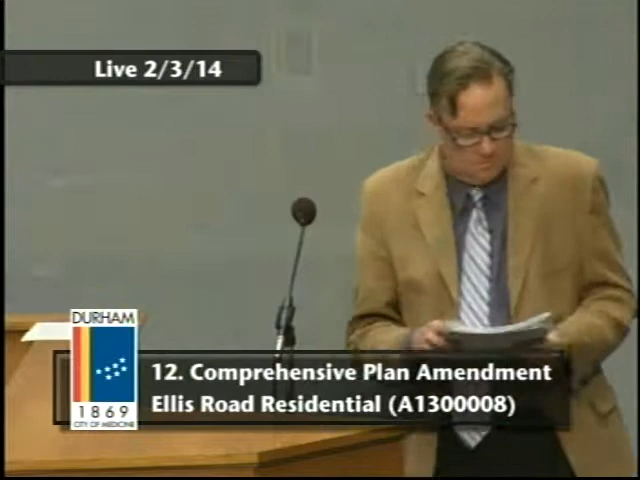 Live 2/3/14
DURHAM
1869
CITY OF MEDICINE
12. Comprehensive Plan Amendment
Ellis Road Residential (A1300008)